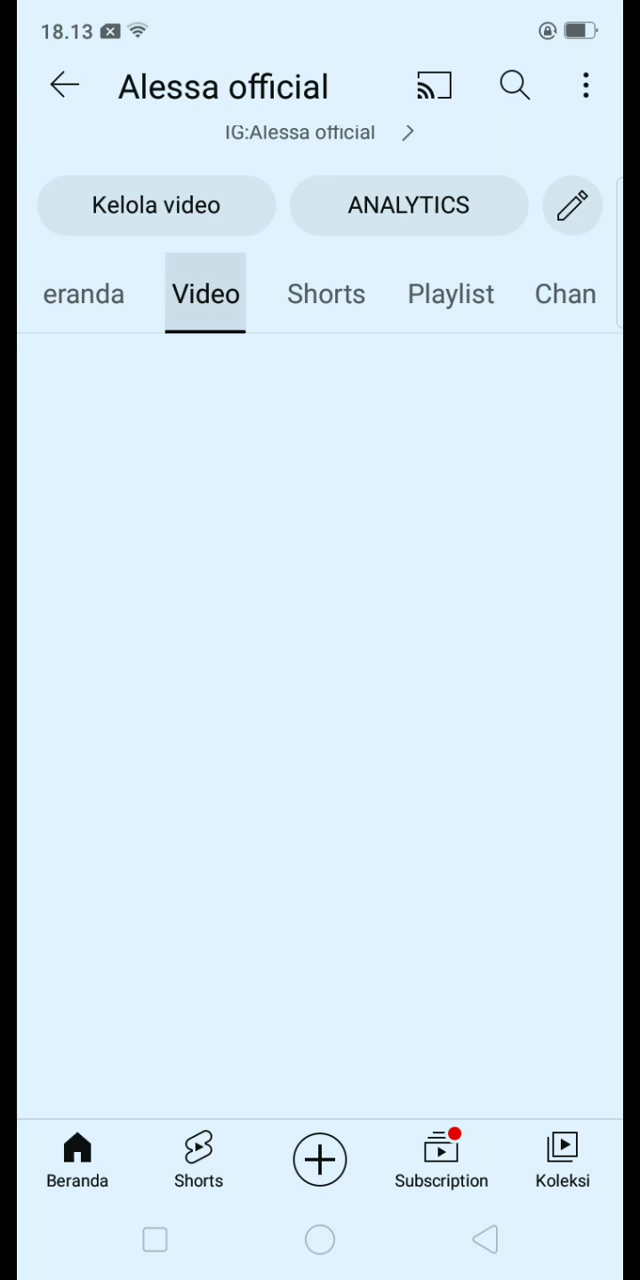 18.13
Alessa official
IG:Alessa official
Kelola video
ANALYTICS
eranda
Video
Shorts
Playlist
Chan
Beranda
Shorts
Subscription
Koleksi